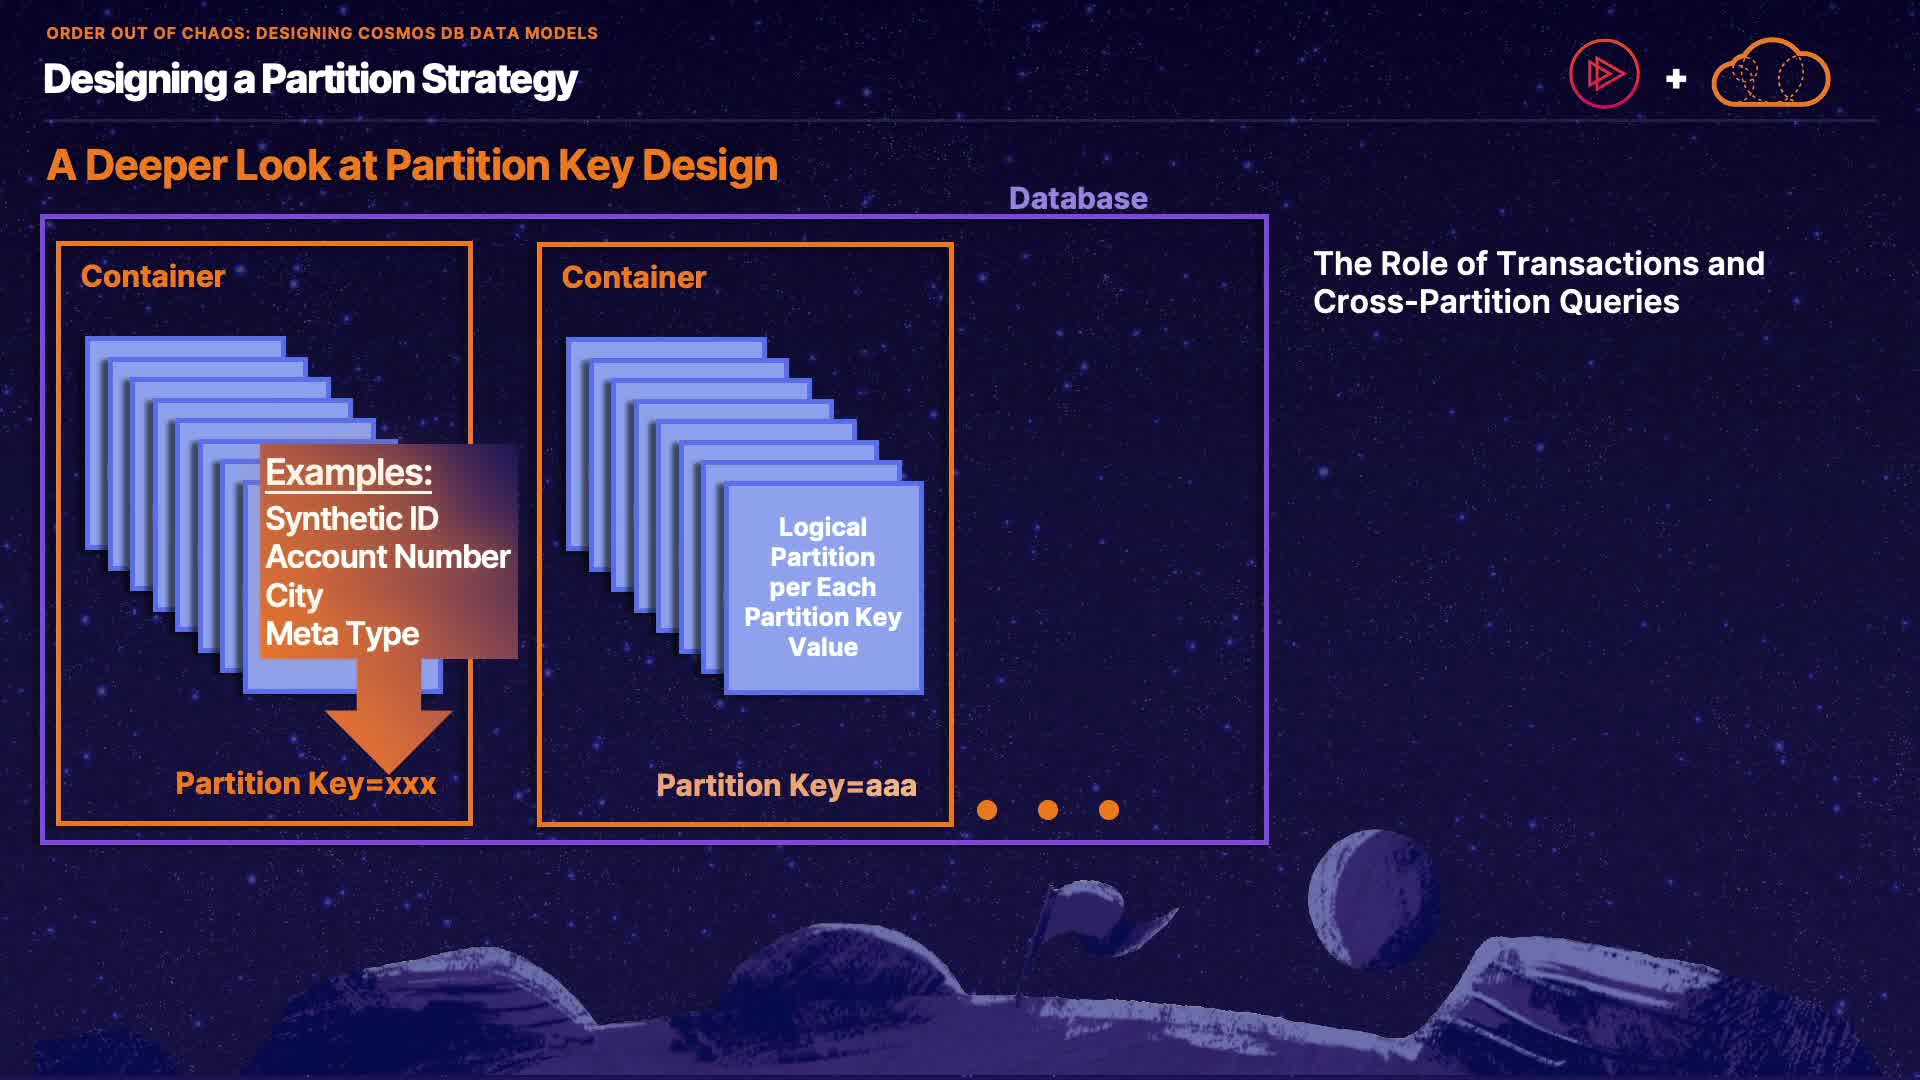 ORDER OUT OF CHAOS: DESIGNING COSMOS DB DATA MODELS
Designing a Partition Strategy
+
A Deeper Look at Partition Key Design
Database
Container
Examples:
Synthetic ID
Account Number
City
Meta Type
Partition Key=xxx
Container
Logical
Partition
per Each
Partition Key
Value
Partition Key=aaa
The Role of Transactions and
Cross-Partition Queries